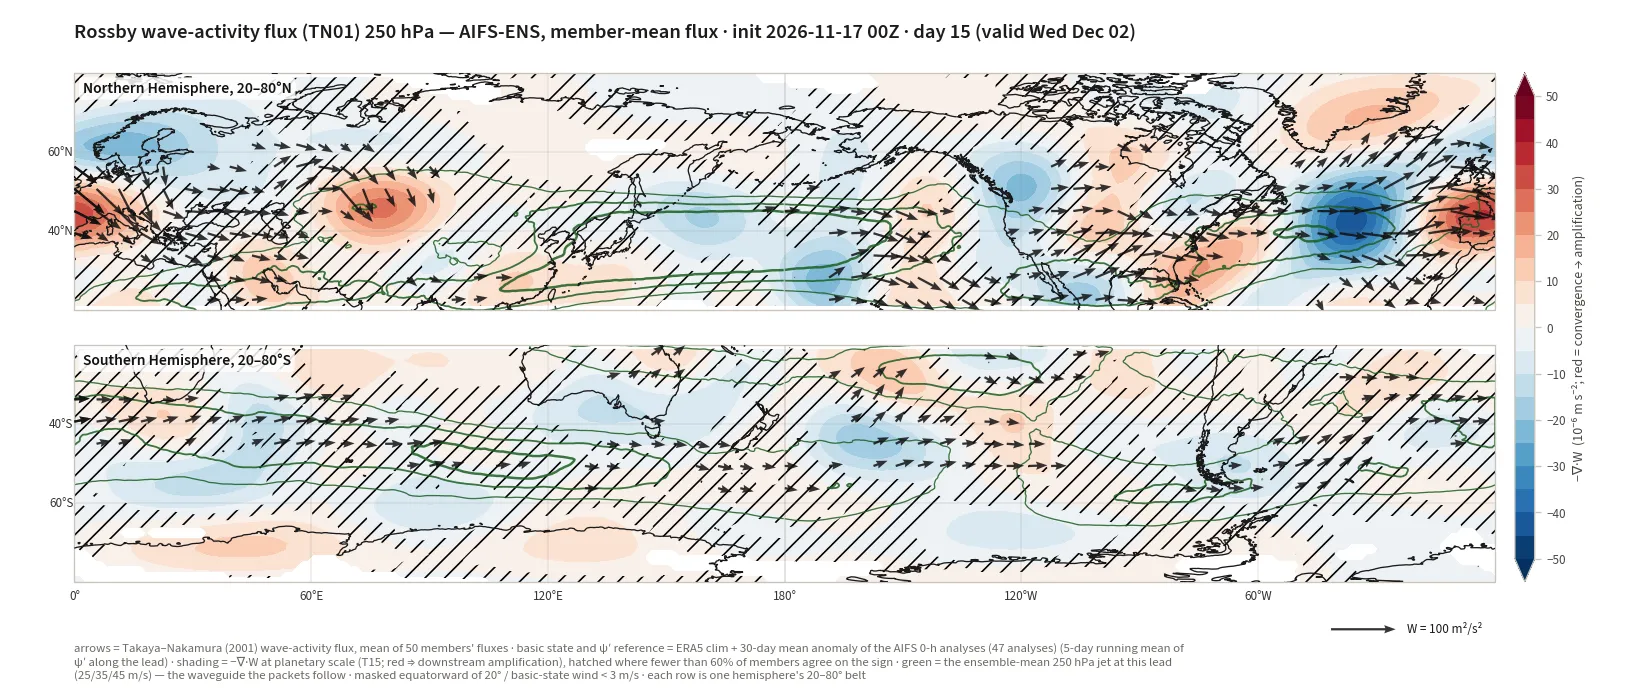 Rossby wave-activity flux (TN01) 250 hPa — AIFS-ENS, member-mean flux · init 2026-11-17 00Z · day 15 (valid Wed Dec 02)
Northern Hemisphere, 20–80°N
60°N
40°N
Southern Hemisphere, 20–80°S
40°S
60°S
0°
60°E
120°E
180°
120°W
60°W
50
40
30
20
10
0
−10
−20
−30
−40
−50
−∇·W (10⁻⁶ m s⁻²; red = convergence → amplification)
W = 100 m²/s²
arrows = Takaya–Nakamura (2001) wave-activity flux, mean of 50 members' fluxes · basic state and ψ′ reference = ERA5 clim + 30-day mean anomaly of the AIFS 0-h analyses (47 analyses) (5-day running mean of
ψ′ along the lead) · shading = −∇·W at planetary scale (T15; red ⇒ downstream amplification), hatched where fewer than 60% of members agree on the sign · green = the ensemble-mean 250 hPa jet at this lead
(25/35/45 m/s) — the waveguide the packets follow · masked equatorward of 20° / basic-state wind < 3 m/s · each row is one hemisphere's 20–80° belt